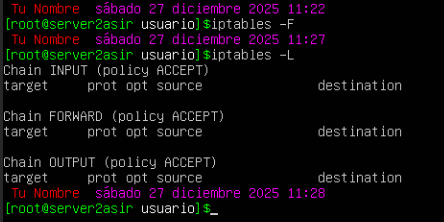 Tu Nombre sábado 27 diciembre 2025 11:22
[root@server2asir usuario]$iptables -F
Tu Nombre sábado 27 diciembre 2025 11:27
[root@server2asir usuario]$iptables -L
Chain INPUT (policy ACCEPT)
target prot opt source destination
Chain FORWARD (policy ACCEPT)
target prot opt source destination
Chain OUTPUT (policy ACCEPT)
target prot opt source destination
Tu Nombre sábado 27 diciembre 2025 11:28
[root@server2asir usuario]$_